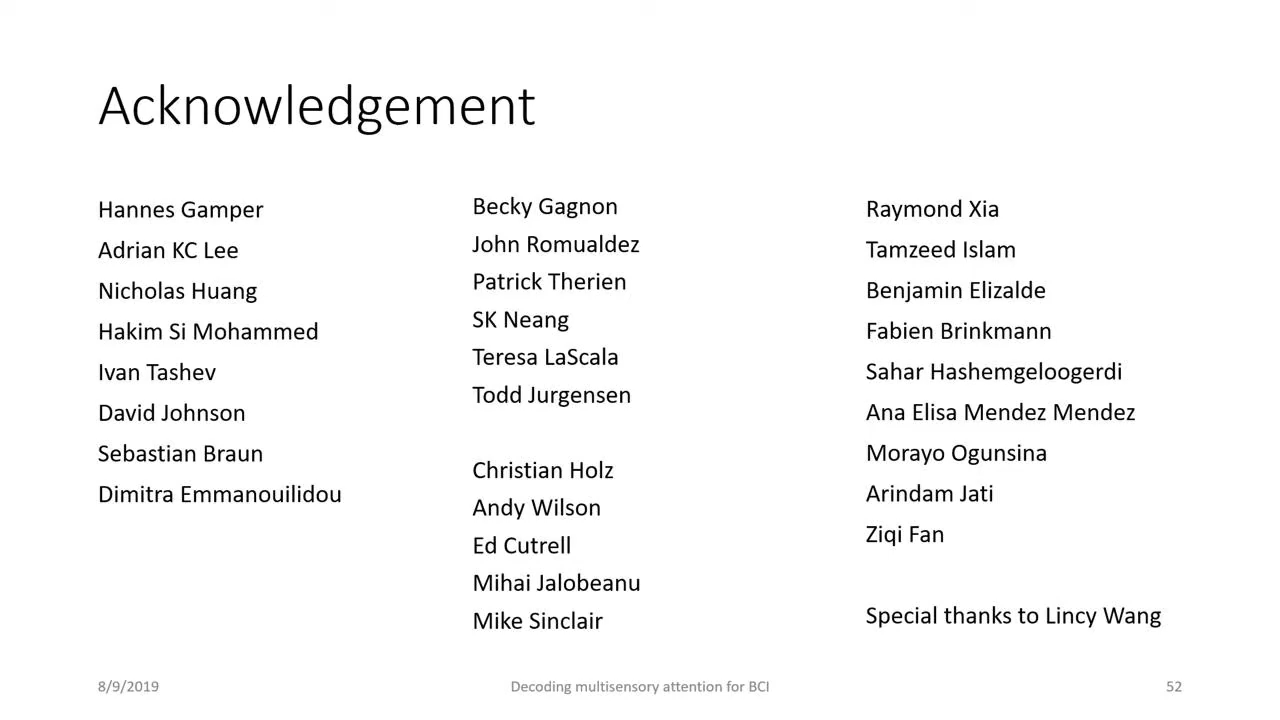 Acknowledgement
Hannes Gamper
Adrian KC Lee
Nicholas Huang
Hakim Si Mohammed
Ivan Tashev
David Johnson
Sebastian Braun
Dimitra Emmanouilidou
Becky Gagnon
John Romualdez
Patrick Therien
SK Neang
Teresa LaScala
Todd Jurgensen
Christian Holz
Andy Wilson
Ed Cutrell
Mihai Jalobeanu
Mike Sinclair
Raymond Xia
Tamzeed Islam
Benjamin Elizalde
Fabien Brinkmann
Sahar Hashemgeloogerdi
Ana Elisa Mendez Mendez
Morayo Ogunsina
Arindam Jati
Ziqi Fan
Special thanks to Lincy Wang
8/9/2019
Decoding multisensory attention for BCI
52